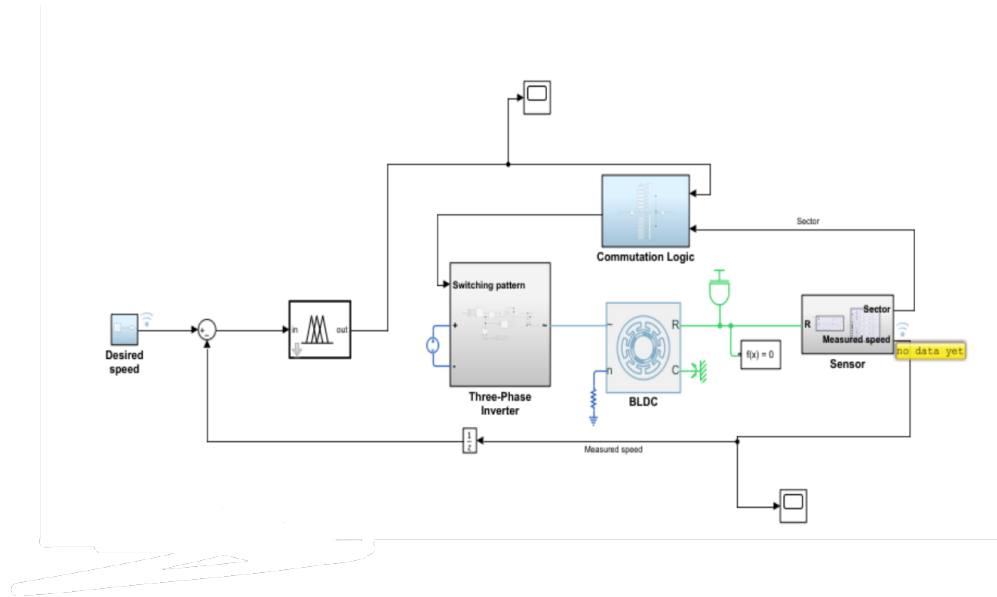 Sector
Commutation Logic
Switching pattern
+
-
~
Three-Phase
Inverter
Desired
speed
+
-
in
out
~
n
R
C
BLDC
f(x) = 0
R
Sector
Measured speed
Sensor
no data yet
1
z
Measured speed